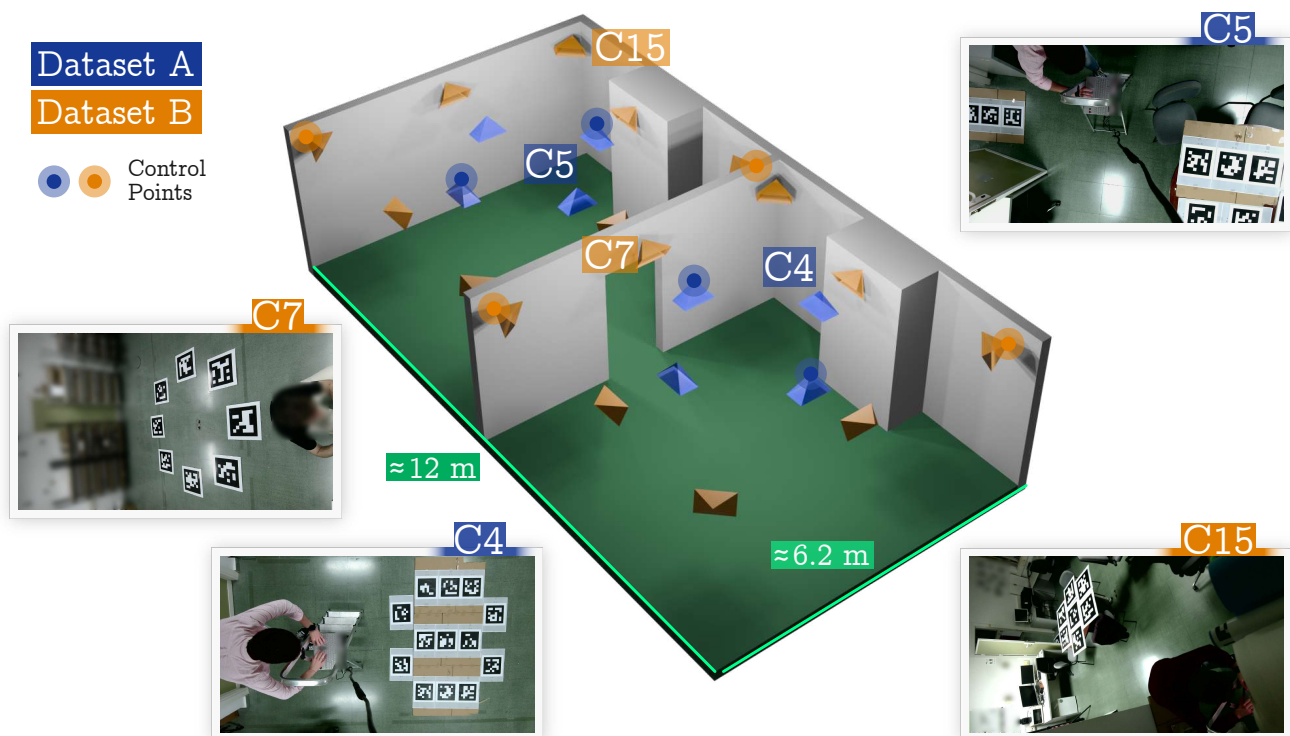 C5
C15
Dataset A
Dataset B
Control
Points
C5
C7
C4
C7
≈12 m
C4
≈6.2 m
C15